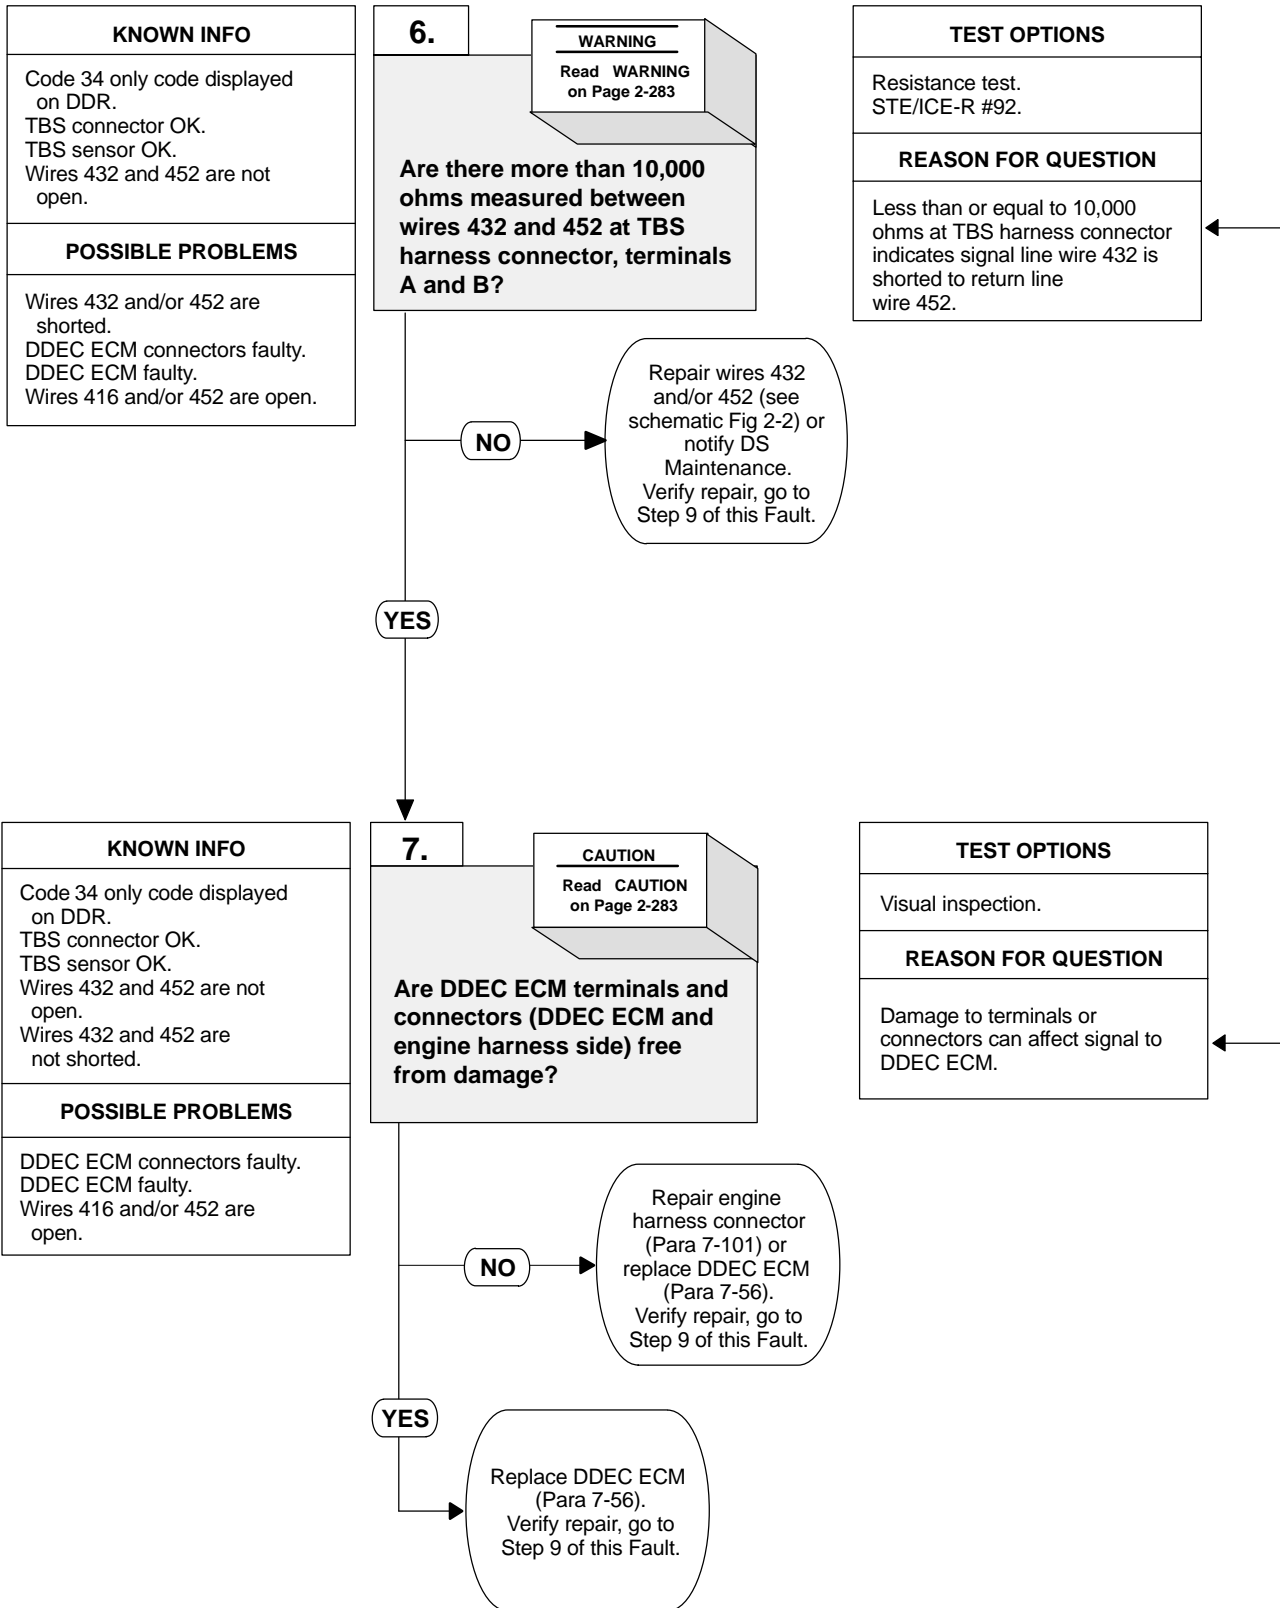 KNOWN INFO
Code 34 only code displayed
on DDR.
TBS connector OK.
TBS sensor OK.
Wires 432 and 452 are not
open.
POSSIBLE PROBLEMS
Wires 432 and/or 452 are
shorted.
DDEC ECM connectors faulty.
DDEC ECM faulty.
Wires 416 and/or 452 are open.
6.
WARNING
Read WARNING
on Page 2-283
Are there more than 10,000
ohms measured between
wires 432 and 452 at TBS
harness connector, terminals
A and B?
TEST OPTIONS
Resistance test.
STE/ICE-R #92.
REASON FOR QUESTION
Less than or equal to 10,000
ohms at TBS harness connector
indicates signal line wire 432 is
shorted to return line
wire 452.
NO
Repair wires 432
and/or 452 (see
schematic Fig 2-2) or
notify DS
Maintenance.
Verify repair, go to
Step 9 of this Fault.
YES
KNOWN INFO
Code 34 only code displayed
on DDR.
TBS connector OK.
TBS sensor OK.
Wires 432 and 452 are not
open.
Wires 432 and 452 are
not shorted.
POSSIBLE PROBLEMS
DDEC ECM connectors faulty.
DDEC ECM faulty.
Wires 416 and/or 452 are
open.
7.
CAUTION
Read CAUTION
on Page 2-283
Are DDEC ECM terminals and
connectors (DDEC ECM and
engine harness side) free
from damage?
TEST OPTIONS
Visual inspection.
REASON FOR QUESTION
Damage to terminals or
connectors can affect signal to
DDEC ECM.
NO
Repair engine
harness connector
(Para 7-101) or
replace DDEC ECM
(Para 7-56).
Verify repair, go to
Step 9 of this Fault.
YES
Replace DDEC ECM
(Para 7-56).
Verify repair, go to
Step 9 of this Fault.